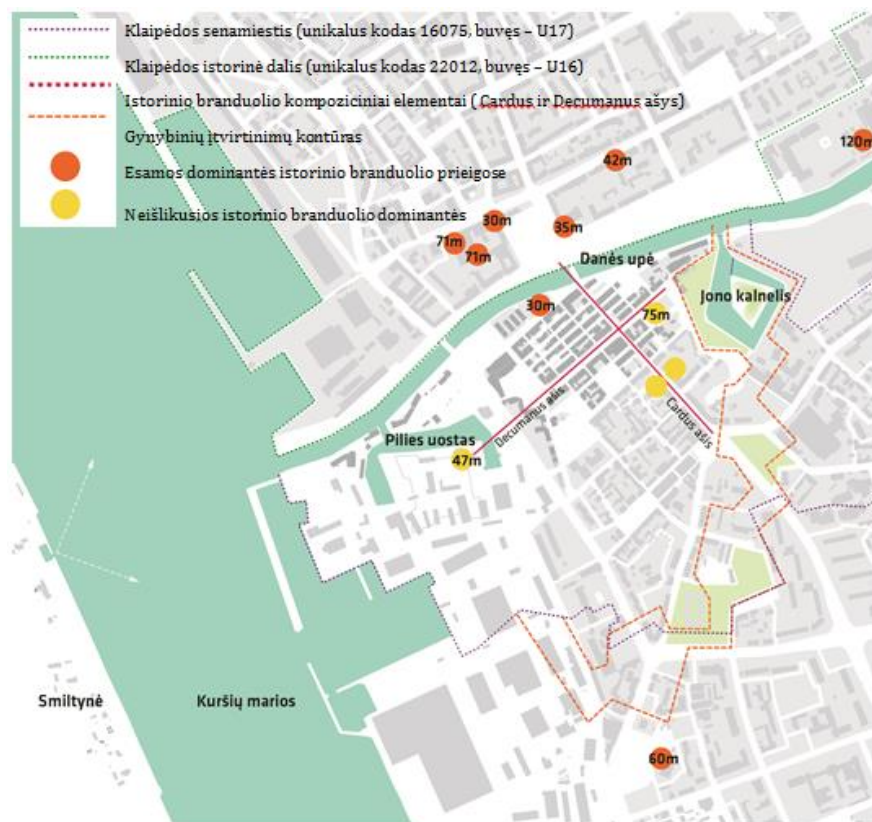 Klaipėdos senamiestis (unikalus kodas 16075, buvęs – U17)
Klaipėdos istorinė dalis (unikalus kodas 22012, buvęs – U16)
Istorinio branduolio kompoziciniai elementai ( Cardus ir Decumanus ašys)
Gynybinių įtvirtinimų kontūras
Esamos dominantės istorinio branduolio prieigose
Neišlikusios istorinio branduolio dominantės
120m
42m
30m
35m
71m
71m
Danės upė
Jono kalnelis
30m
75m
Decumanus ašis
Cardus ašis
Pilies uostas
47m
Smiltynė
Kuršių marios
60m